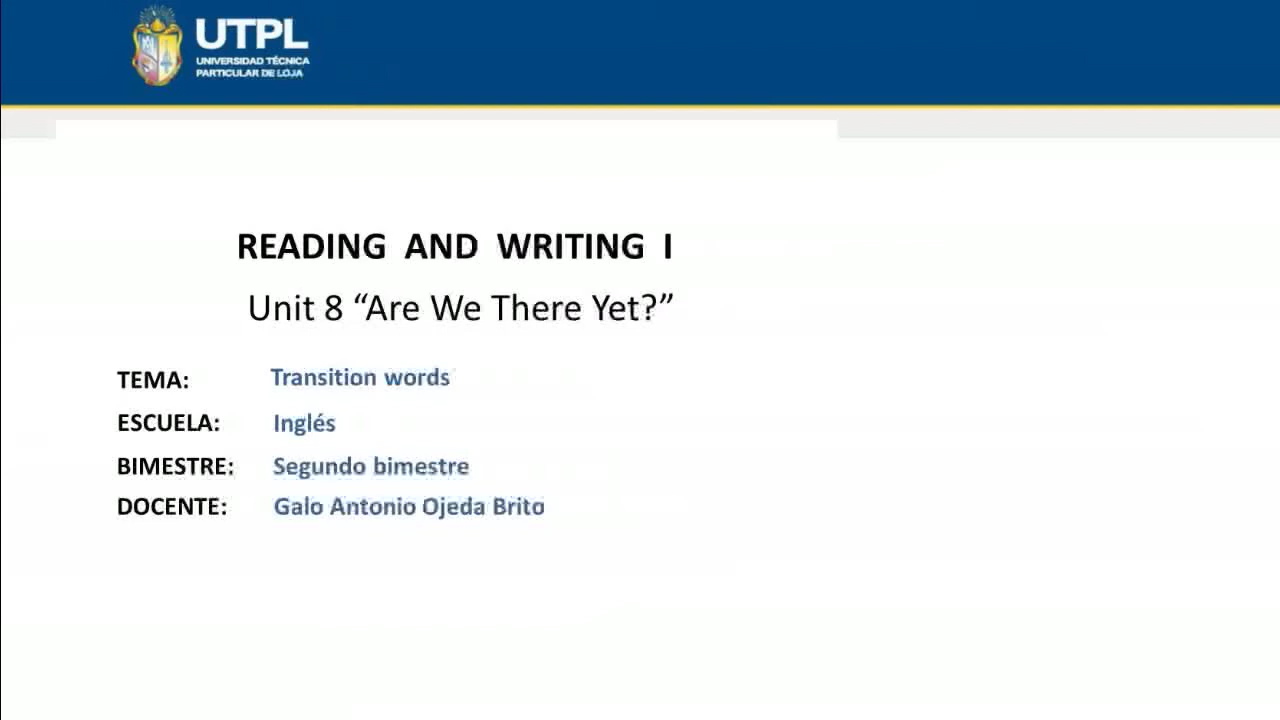 UTPL
UNIVERSIDAD TÉCNICA
PARTICULAR DE LOJA
READING AND WRITING I
Unit 8 “Are We There Yet?”
TEMA: Transition words
ESCUELA: Inglés
BIMESTRE: Segundo bimestre
DOCENTE: Galo Antonio Ojeda Brito